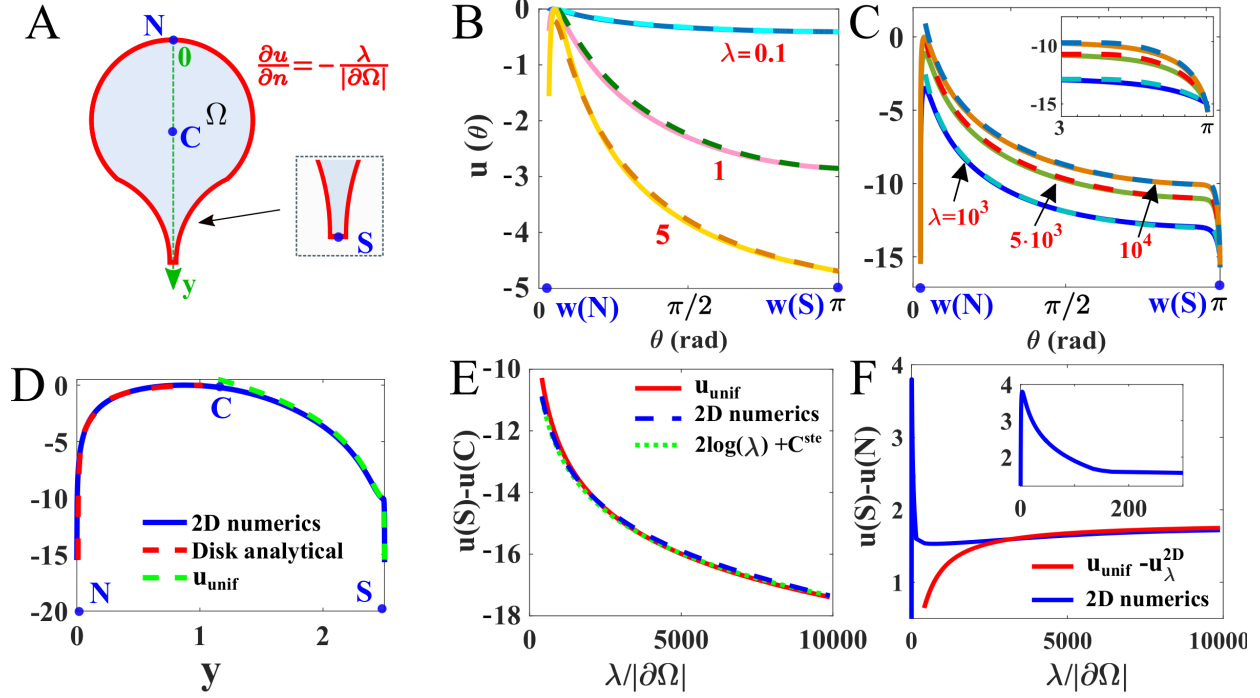 A
N
0
∂u/∂n = − λ/|∂Ω|
Ω
C
S
y
B
u (θ)
0
-1
-2
-3
-4
-5
λ=0.1
1
5
0
w(N)
π/2
w(S)
π
θ (rad)
C
0
-5
-10
-15
-10
-15
3
π
λ=10³
5·10³
10⁴
0
w(N)
π/2
w(S)
π
θ (rad)
D
0
-5
-10
-15
-20
C
2D numerics
Disk analytical
u_unif
N
S
0
1
2
y
E
u(S)-u(C)
-10
-12
-14
-16
-18
u_unif
2D numerics
2log(λ) +C^ste
0
5000
10000
λ/|∂Ω|
F
u(S)-u(N)
4
3
2
1
4
3
2
0
200
u_unif -u_λ^2D
2D numerics
0
5000
10000
λ/|∂Ω|